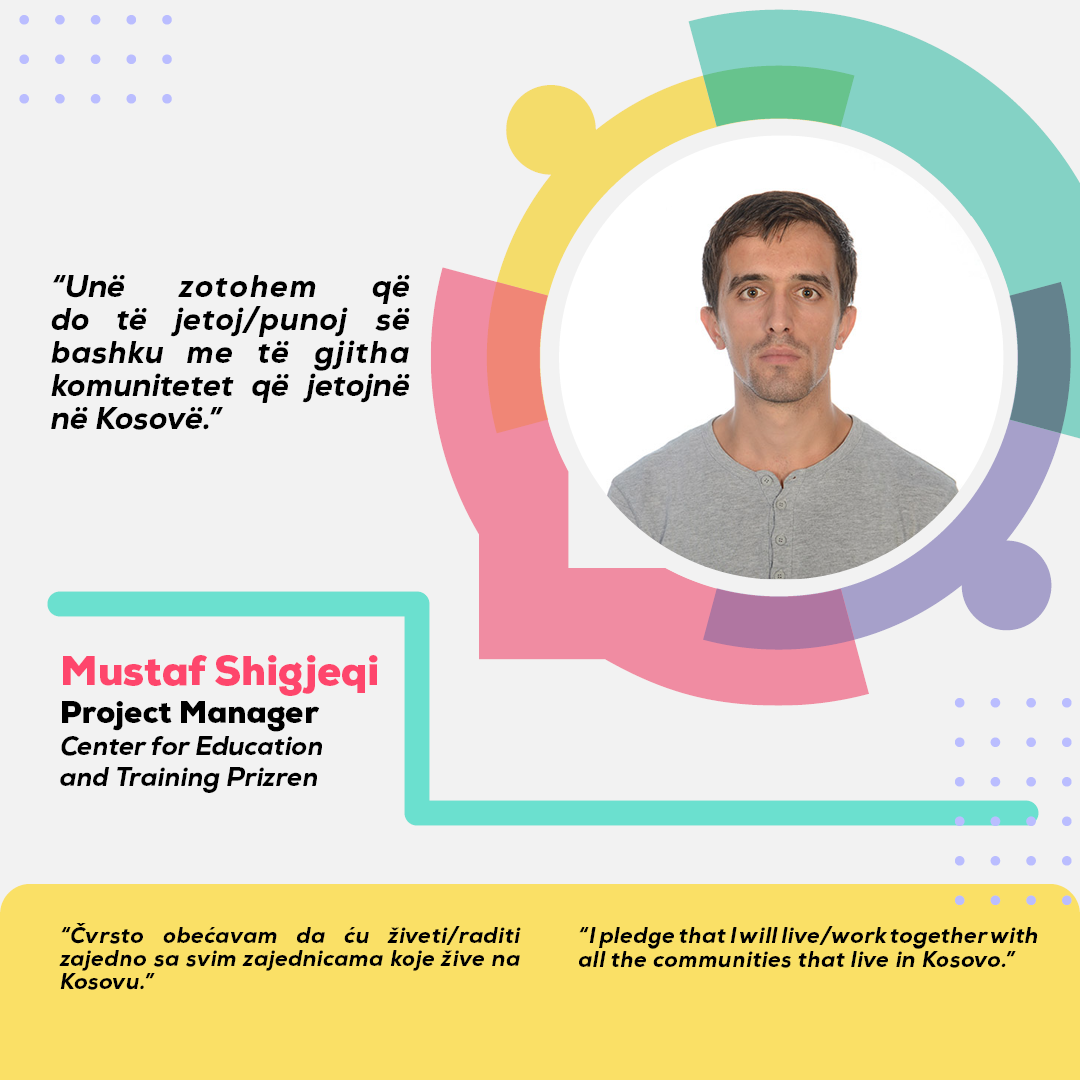 “Unë zotohem që
do të jetoj/punoj së
bashku me të gjitha
komunitetet që jetojnë
në Kosovë.”
Mustaf Shigjeqi
Project Manager
Center for Education
and Training Prizren
“Čvrsto obećavam da ću živeti/raditi
zajedno sa svim zajednicama koje žive na
Kosovu.”
“I pledge that I will live/work together with
all the communities that live in Kosovo.”